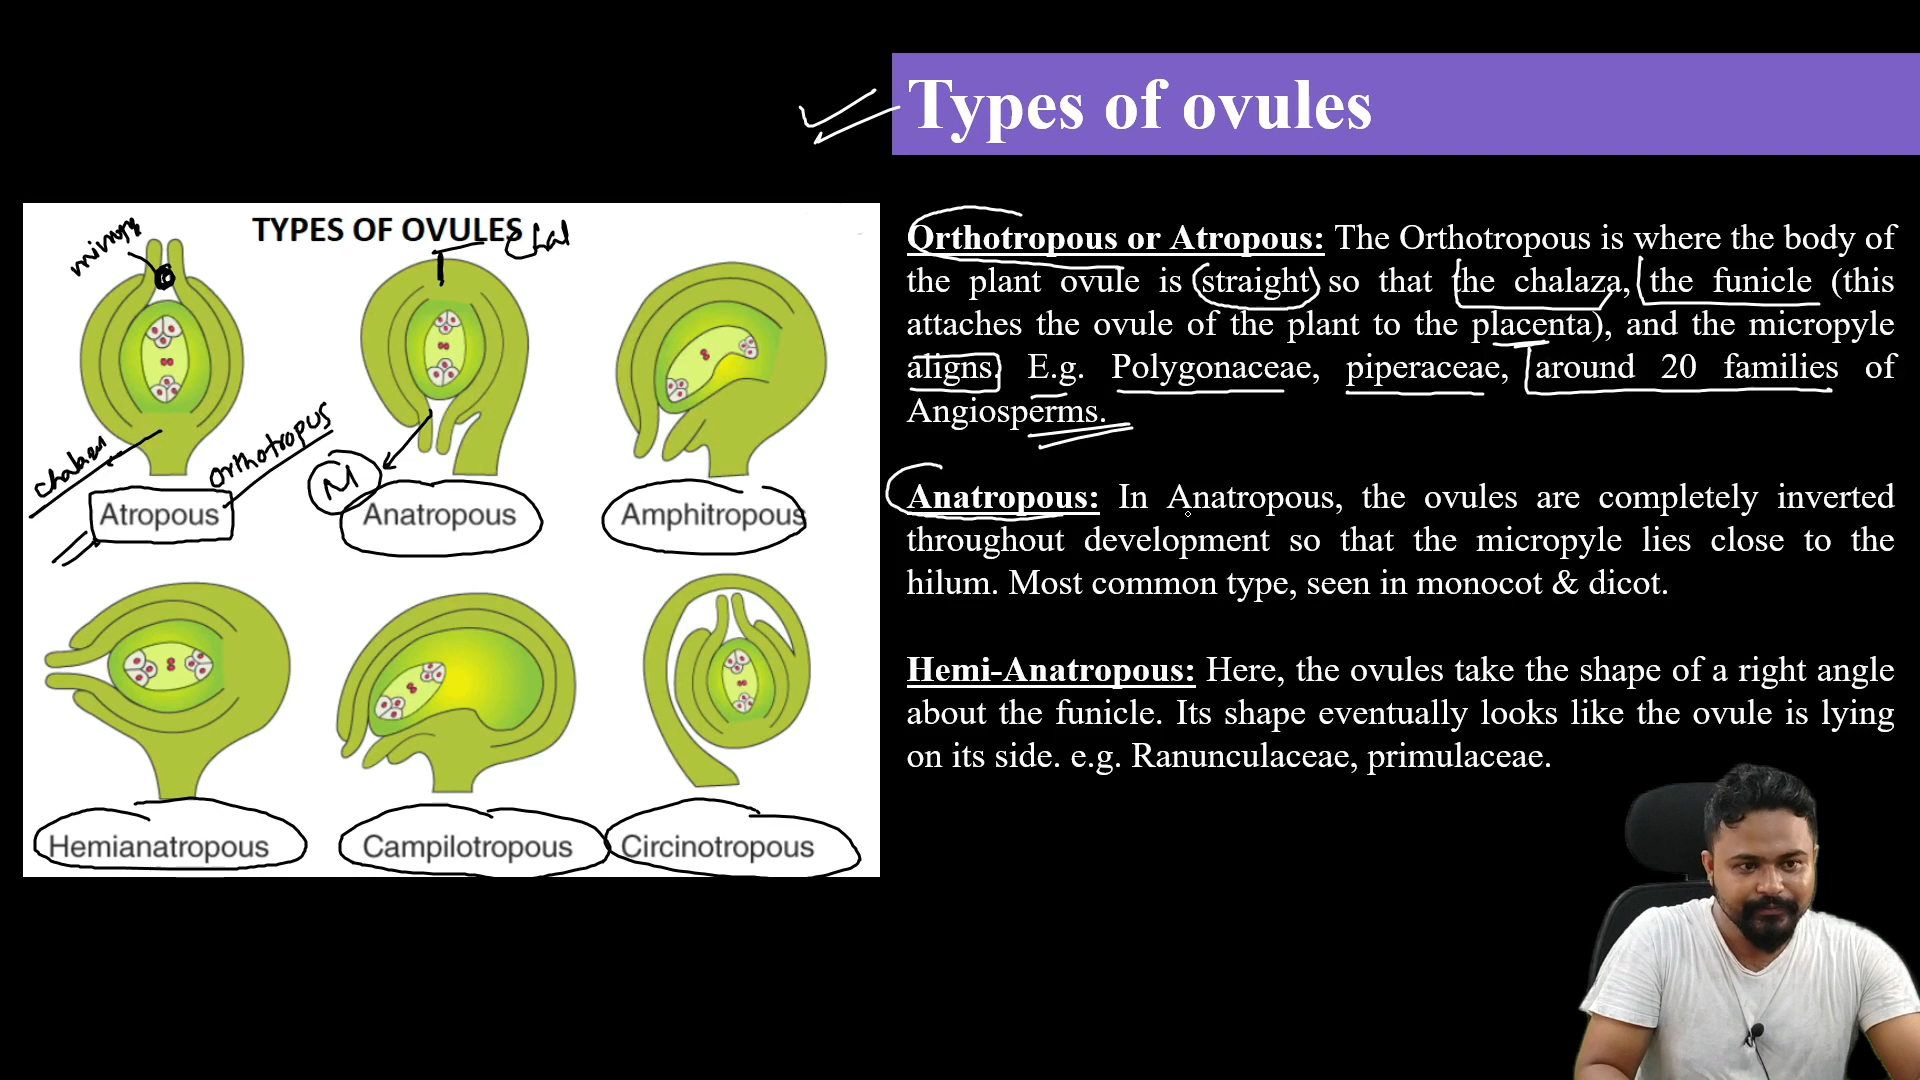 Types of ovules
TYPES OF OVULES
Chal
Orthotropus
M
Atropous
Anatropous
Amphitropous
Hemianatropous
Campilotropous
Circinotropous
Orthotropous or Atropous: The Orthotropous is where the body of
the plant ovule is straight so that the chalaza, the funicle (this
attaches the ovule of the plant to the placenta), and the micropyle
aligns. E.g. Polygonaceae, piperaceae, around 20 families of
Angiosperms.
Anatropous: In Anatropous, the ovules are completely inverted
throughout development so that the micropyle lies close to the
hilum. Most common type, seen in monocot & dicot.
Hemi-Anatropous: Here, the ovules take the shape of a right angle
about the funicle. Its shape eventually looks like the ovule is lying
on its side. e.g. Ranunculaceae, primulaceae.